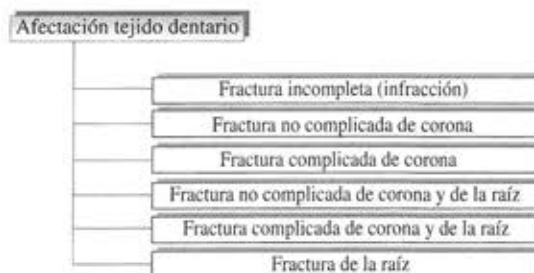 Afectación tejido dentario
Fractura incompleta (infracción)
Fractura no complicada de corona
Fractura complicada de corona
Fractura no complicada de corona y de la raíz
Fractura complicada de corona y de la raíz
Fractura de la raíz